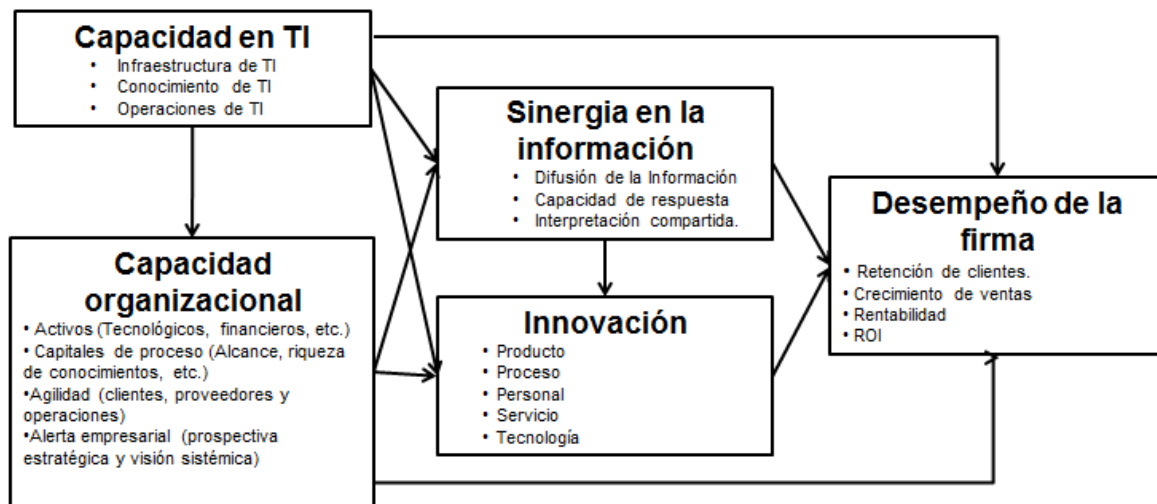 Capacidad en TI
• Infraestructura de TI
• Conocimiento de TI
• Operaciones de TI
Sinergia en la
información
• Difusión de la Información
• Capacidad de respuesta
• Interpretación compartida.
Desempeño de la
firma
• Retención de clientes.
• Crecimiento de ventas
• Rentabilidad
• ROI
Capacidad
organizacional
• Activos (Tecnológicos, financieros, etc.)
• Capitales de proceso (Alcance, riqueza
de conocimientos, etc.)
•Agilidad (clientes, proveedores y
operaciones)
•Alerta empresarial (prospectiva
estratégica y visión sistémica)
Innovación
• Producto
• Proceso
• Personal
• Servicio
• Tecnología